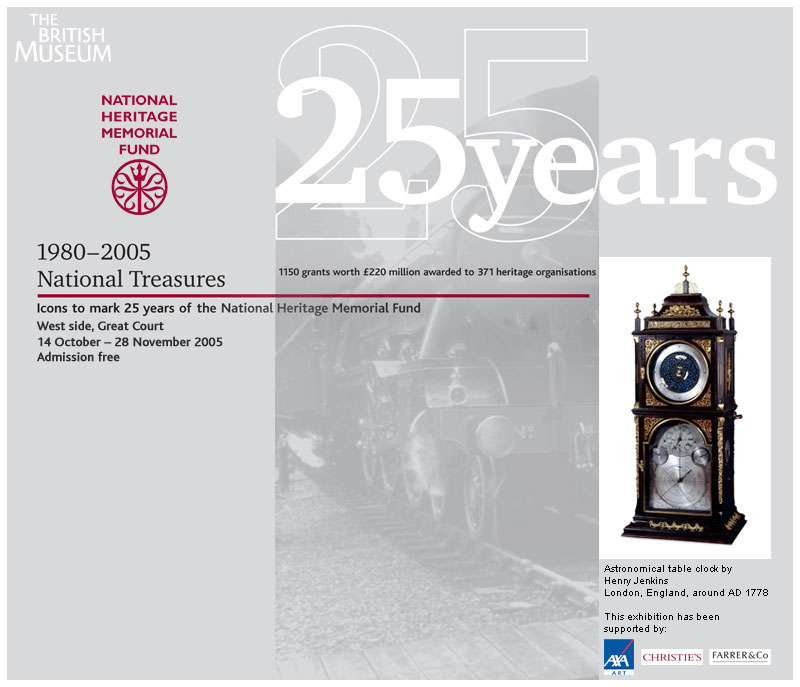 THE
BRITISH
MUSEUM
25
25years
NATIONAL
HERITAGE
MEMORIAL
FUND
1980–2005
National Treasures
1150 grants worth £220 million awarded to 371 heritage organisations
Icons to mark 25 years of the National Heritage Memorial Fund
West side, Great Court
14 October – 28 November 2005
Admission free
Nº
Astronomical table clock by
Henry Jenkins
London, England, around AD 1778
This exhibition has been
supported by:
AXA
ART
CHRISTIE'S
FARRER&Co